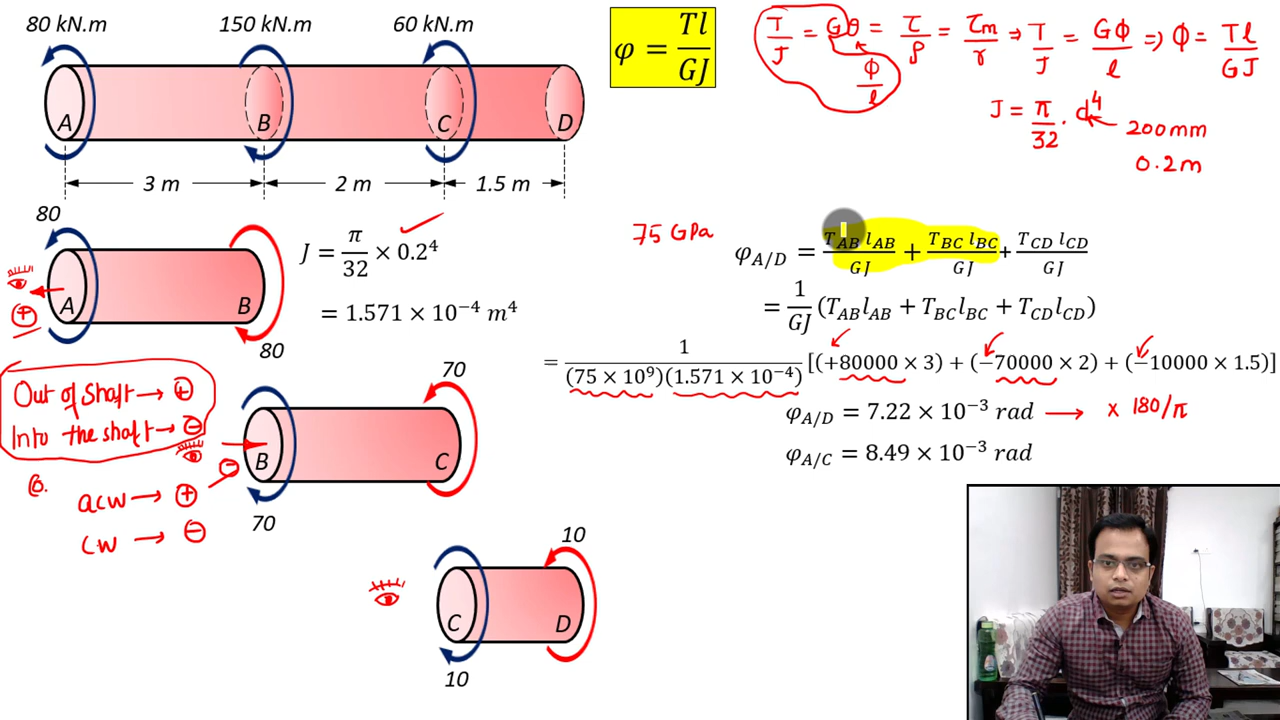 80 kN.m 150 kN.m 60 kN.m
A B C D
3 m 2 m 1.5 m
φ = Tl / GJ
T/J = Gθ = τ/ρ = τm/r ⇒ T/J = Gφ/l ⇒ φ = Tl/GJ
φ/l
J = π/32 . d⁴
200mm
0.2m
80
A B
+
80
J = π/32 × 0.2⁴
= 1.571 × 10⁻⁴ m⁴
75 GPa
φA/D = TAB lAB / GJ + TBC lBC / GJ + TCD lCD / GJ
= 1/GJ (TAB lAB + TBC lBC + TCD lCD)
= 1 / (75 × 10⁹)(1.571 × 10⁻⁴) [(+80000 × 3) + (−70000 × 2) + (−10000 × 1.5)]
φA/D = 7.22 × 10⁻³ rad → × 180/π
φA/C = 8.49 × 10⁻³ rad
Out of Shaft → +
Into the shaft → −
acw → +
cw → −
70
B C
−
70
10
C D
10